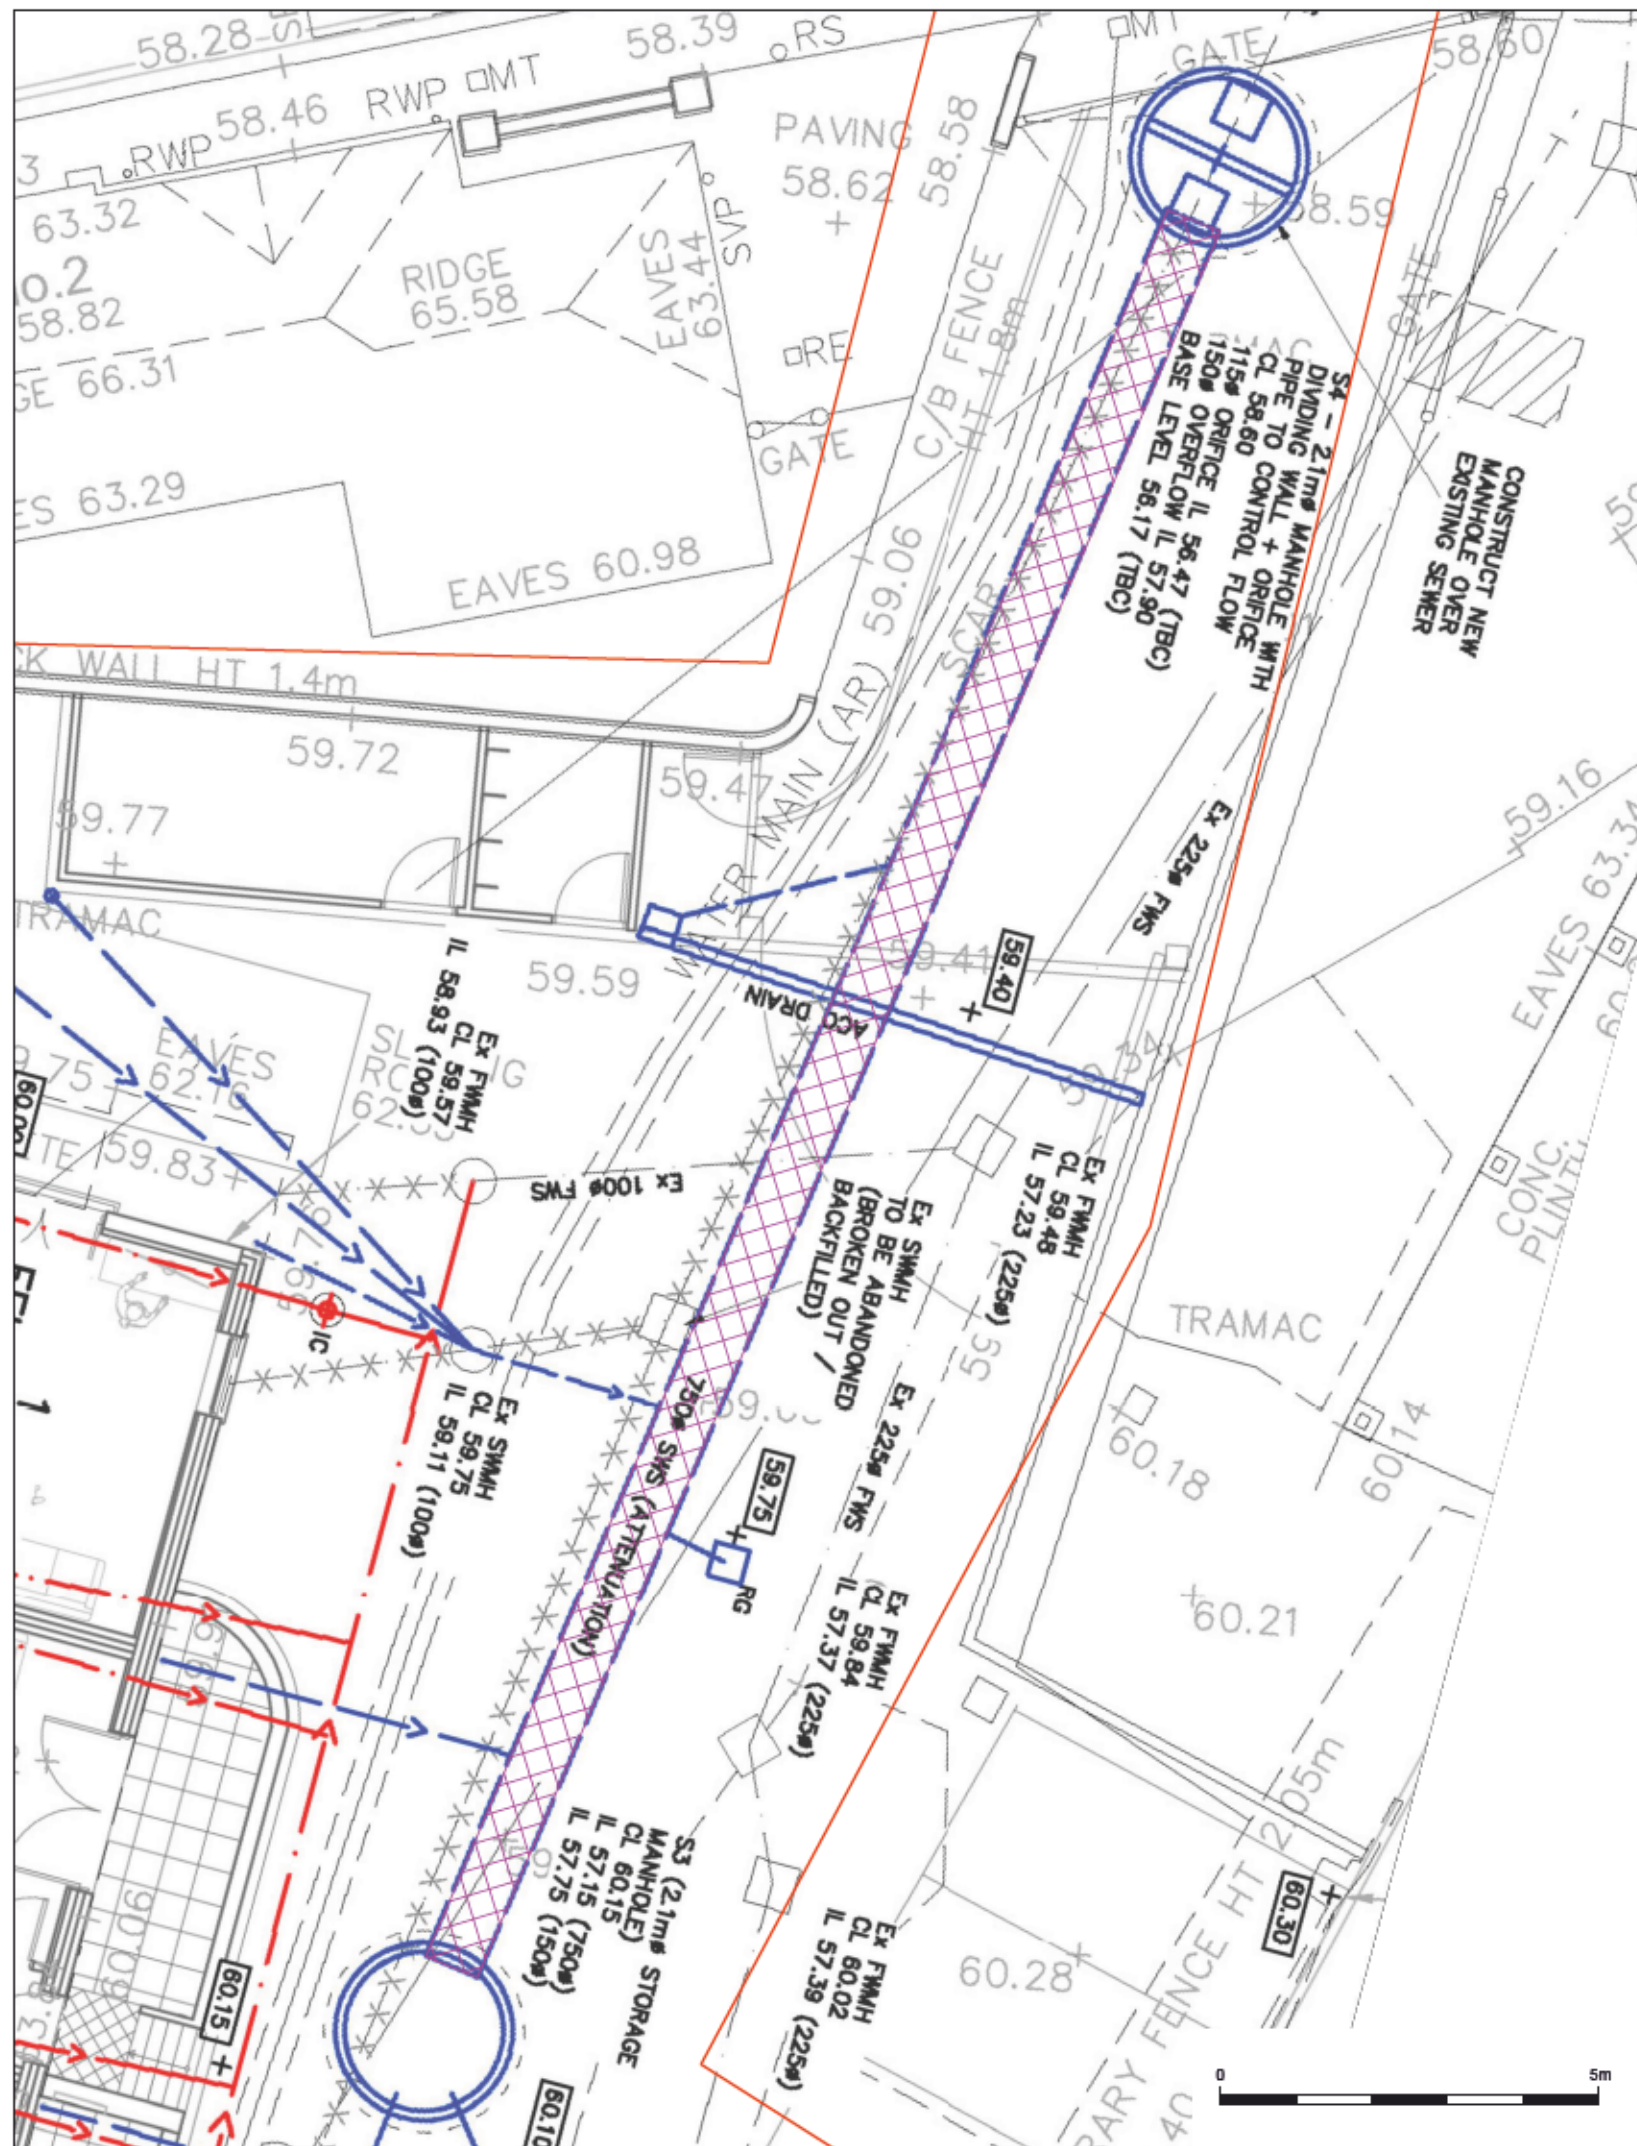 58.28
58.39
RS
MT
GATE
58.60
RWP
MT
58.46
RWP
PAVING
58.62
58.58
58.59
63.32
SVP
EAVES
63.44
RIDGE
65.58
58.82
RE
C/B FENCE
HT 1.8m
GATE
66.31
GATE
63.29
EAVES 60.98
S4 - 2.1mø MANHOLE WITH
DIVIDING WALL + ORIFICE
PIPE TO CONTROL FLOW
CL 58.60
115ø ORIFICE IL 56.47 (TBC)
150ø OVERFLOW IL 57.90
BASE LEVEL 56.17 (TBC)
CONSTRUCT NEW
MANHOLE OVER
EXISTING SEWER
59.06
SCAR
WALL HT 1.4m
59.72
59.47
59.77
WATER MAIN (AR)
59.16
EAVES 63.34
Ex 225ø FWS
TRAMAC
59.59
59.41
59.40
ACO DRAIN
59.34
Ex FWMH
CL 59.57
IL 58.93 (100ø)
EAVES
62.16
60.00
59.83
Ex 100ø FWS
Ex FWMH
CL 59.48
IL 57.23 (225ø)
Ex SWMH
TO BE ABANDONED
(BROKEN OUT /
BACKFILLED)
CONC.
PLINTH
IC
TRAMAC
1
Ex SWMH
CL 59.75
IL 59.11 (100ø)
750ø SWS (ATTENUATION)
59.75
RG
Ex 225ø FWS
60.18
60.14
Ex FWMH
CL 59.84
IL 57.37 (225ø)
60.21
S3 (2.1mø STORAGE
MANHOLE)
CL 60.15
IL 57.15 (750ø)
IL 57.75 (150ø)
FENCE HT 2.05m
60.30
60.06
60.15
Ex FWMH
CL 60.02
IL 57.39 (225ø)
60.28
60.10
0 5m